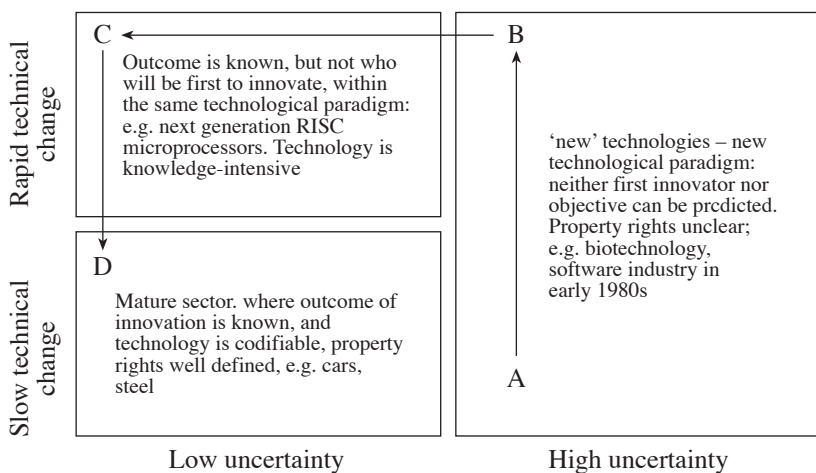 Rapid technical
change
C
Outcome is known, but not who
will be first to innovate, within
the same technological paradigm:
e.g. next generation RISC
microprocessors. Technology is
knowledge-intensive
B
‘new’ technologies – new
technological paradigm:
neither first innovator nor
objective can be prcdicted.
Property rights unclear;
e.g. biotechnology,
software industry in
early 1980s
A
Slow technical
change
D
Mature sector. where outcome of
innovation is known, and
technology is codifiable, property
rights well defined, e.g. cars,
steel
Low uncertainty
High uncertainty